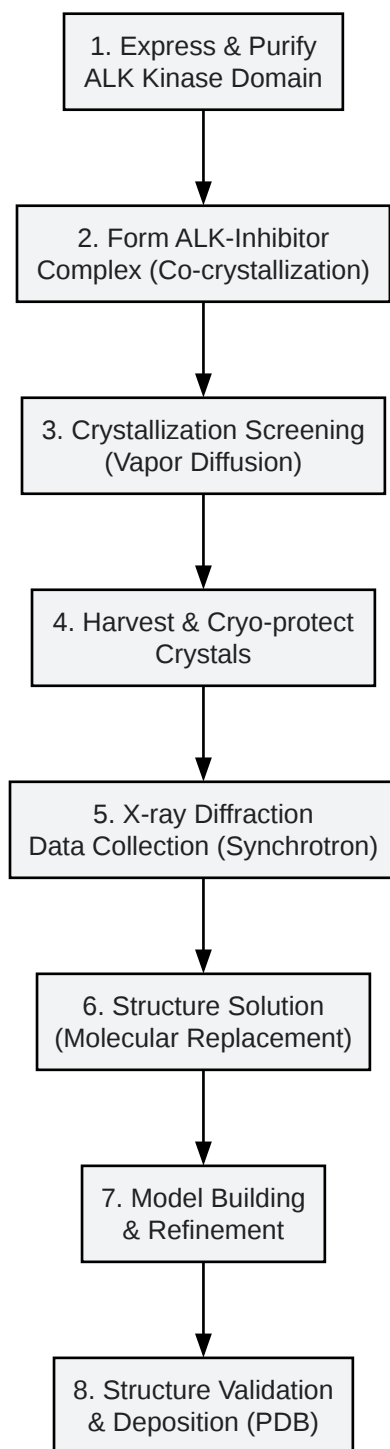 1. Express & Purify
ALK Kinase Domain
2. Form ALK-Inhibitor
Complex (Co-crystallization)
3. Crystallization Screening
(Vapor Diffusion)
4. Harvest & Cryo-protect
Crystals
5. X-ray Diffraction
Data Collection (Synchrotron)
6. Structure Solution
(Molecular Replacement)
7. Model Building
& Refinement
8. Structure Validation
& Deposition (PDB)